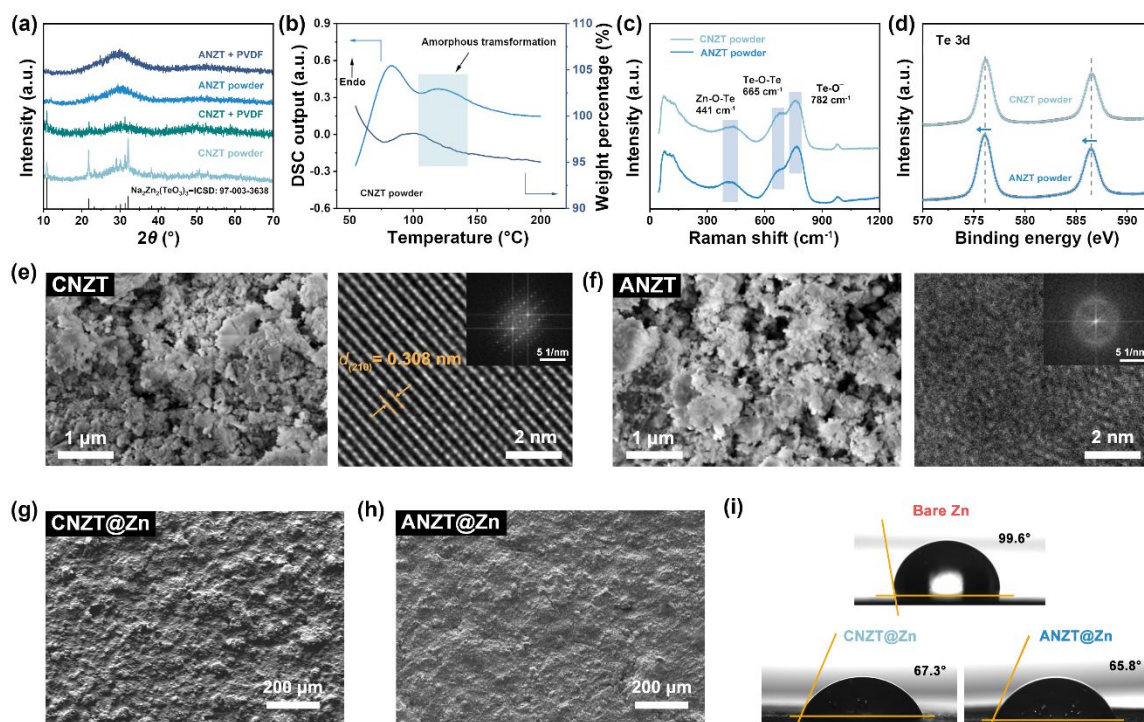 (a)
Intensity (a.u.)
ANZT + PVDF
ANZT powder
CNZT + PVDF
CNZT powder
Na₂Zn₂(TeO₃)₃−ICSD: 97-003-3638
10 20 30 40 50 60 70
2θ (°)
(b)
DSC output (a.u.)
0.6
0.3
0.0
-0.3
-0.6
Amorphous transformation
Endo
CNZT powder
50 100 150 200
Temperature (°C)
110
105
100
95
90
Weight percentage (%)
(c)
Intensity (a.u.)
CNZT powder
ANZT powder
Zn-O-Te
441 cm⁻¹
Te-O-Te
665 cm⁻¹
Te-O⁻
782 cm⁻¹
0 300 600 900 1200
Raman shift (cm⁻¹)
(d)
Intensity (a.u.)
Te 3d
CNZT powder
ANZT powder
570 575 580 585 590
Binding energy (eV)
(e)
CNZT
1 μm
d(210) = 0.308 nm
5 1/nm
2 nm
(f)
ANZT
1 μm
5 1/nm
2 nm
(g)
CNZT@Zn
200 μm
(h)
ANZT@Zn
200 μm
(i)
Bare Zn
99.6°
CNZT@Zn
67.3°
ANZT@Zn
65.8°